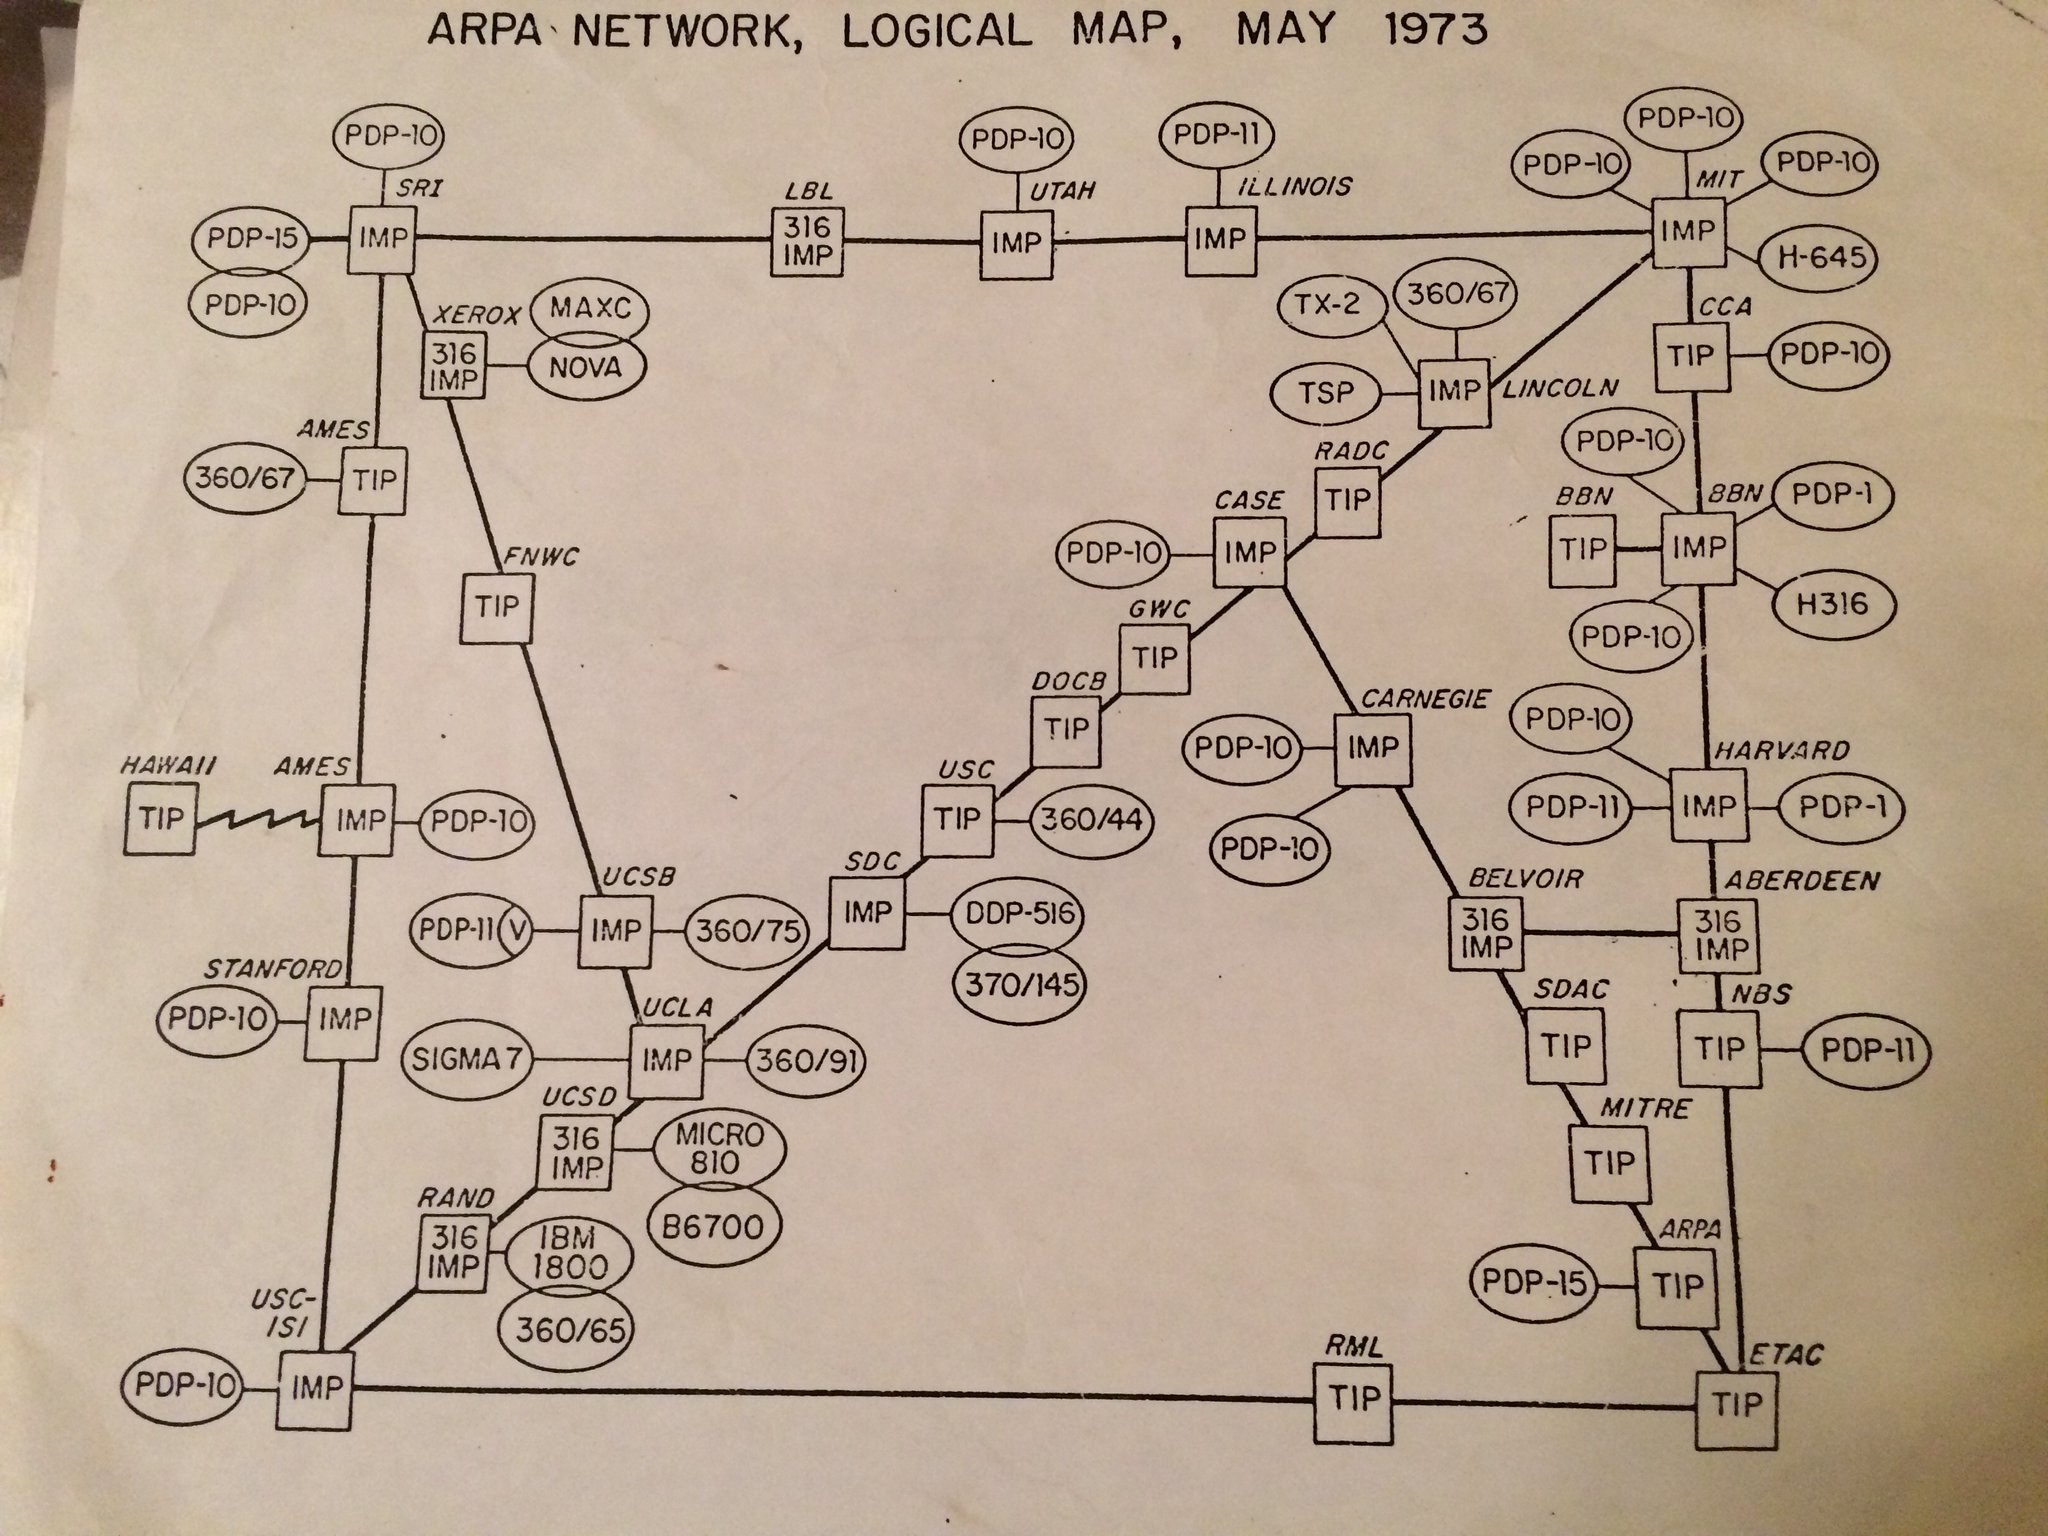 ARPA NETWORK, LOGICAL MAP, MAY 1973
PDP-10
SRI
PDP-15
IMP
PDP-10
LBL
316
IMP
PDP-10
UTAH
IMP
PDP-11
ILLINOIS
IMP
PDP-10
PDP-10
PDP-10
MIT
IMP
H-645
XEROX
316
IMP
MAXC
NOVA
TX-2
360/67
TSP
IMP
LINCOLN
CCA
TIP
PDP-10
AMES
360/67
TIP
RADC
TIP
CASE
PDP-10
IMP
PDP-10
BBN
TIP
BBN
IMP
PDP-1
H316
PDP-10
FNWC
TIP
GWC
TIP
DOCB
TIP
CARNEGIE
PDP-10
IMP
PDP-10
PDP-10
HARVARD
PDP-11
IMP
PDP-1
HAWAII
TIP
AMES
IMP
PDP-10
USC
TIP
360/44
SDC
IMP
DDP-516
370/145
UCSB
PDP-11
V
IMP
360/75
BELVOIR
316
IMP
ABERDEEN
316
IMP
STANFORD
PDP-10
IMP
UCLA
SIGMA 7
IMP
360/91
SDAC
TIP
NBS
TIP
PDP-11
UCSD
316
IMP
MICRO
810
B6700
MITRE
TIP
RAND
316
IMP
IBM
1800
360/65
ARPA
PDP-15
TIP
USC-
ISI
PDP-10
IMP
RML
TIP
ETAC
TIP